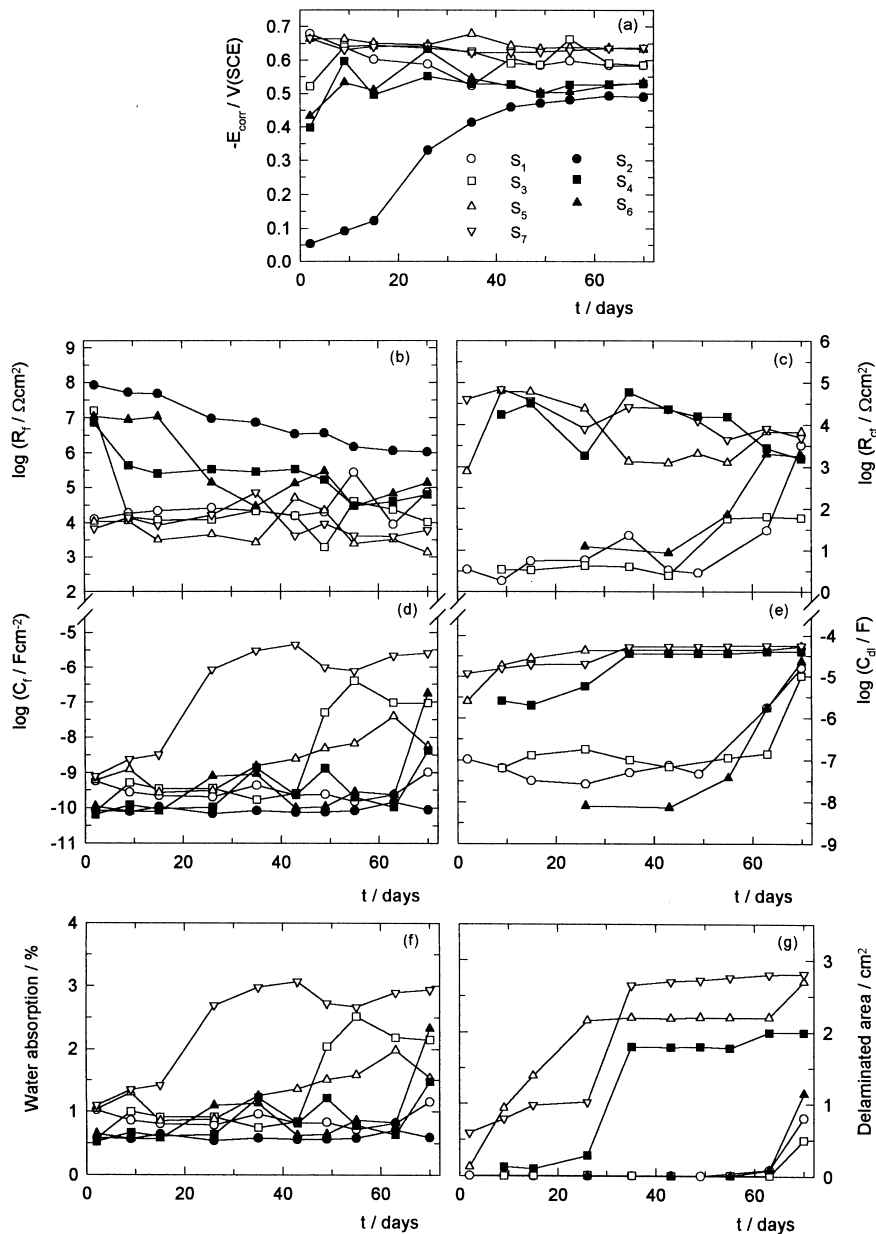 (a)
0.7
0.6
0.5
0.4
0.3
0.2
0.1
0.0
-E_corr / V(SCE)
S₁
S₂
S₃
S₄
S₅
S₆
S₇
0 20 40 60
t / days
(b)
9
8
7
6
5
4
3
2
log (R_f / Ωcm²)
(c)
6
5
4
3
2
1
0
log (R_ct / Ωcm²)
(d)
-5
-6
-7
-8
-9
-10
-11
log (C_f / Fcm⁻²)
0 20 40 60
t / days
(e)
-4
-5
-6
-7
-8
-9
log (C_dl / F)
0 20 40 60
t / days
(f)
4
3
2
1
0
Water absorption / %
0 20 40 60
t / days
(g)
3
2
1
0
Delaminated area / cm²
0 20 40 60
t / days